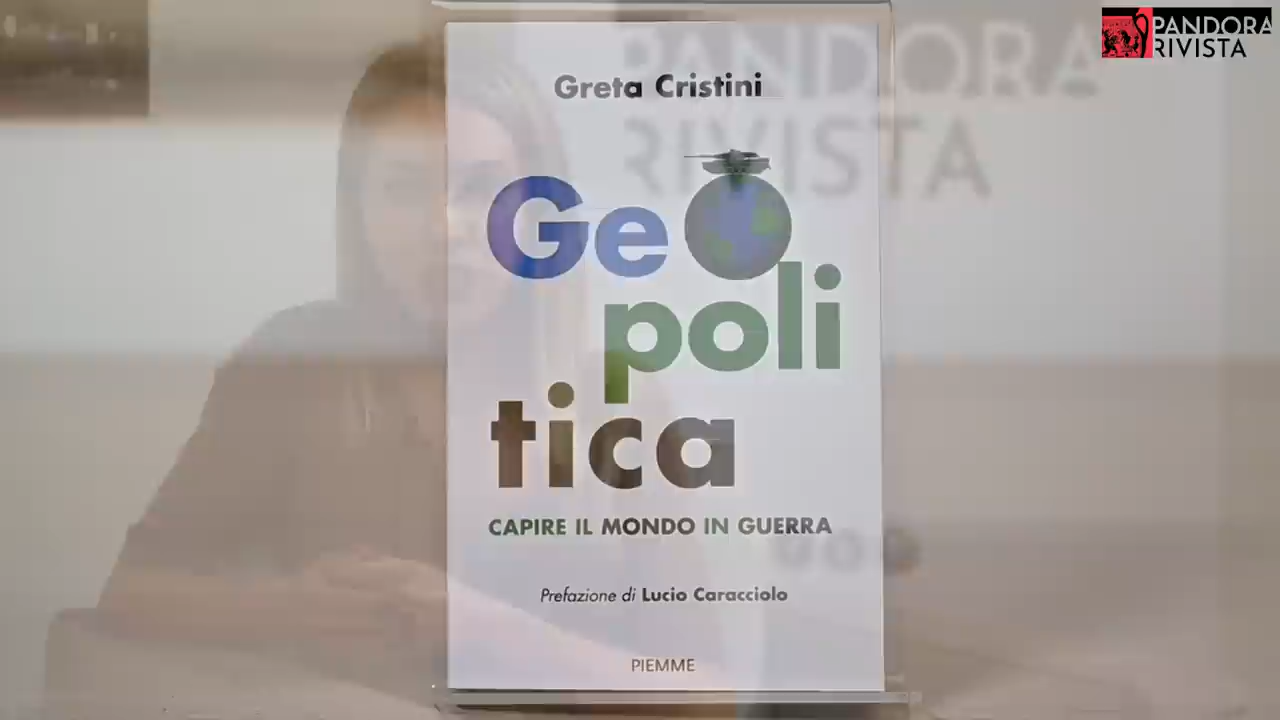 PANDORA
RIVISTA
PANDORA
RIVISTA
Greta Cristini
Geo
poli
tica
CAPIRE IL MONDO IN GUERRA
Prefazione di Lucio Caracciolo
PIEMME